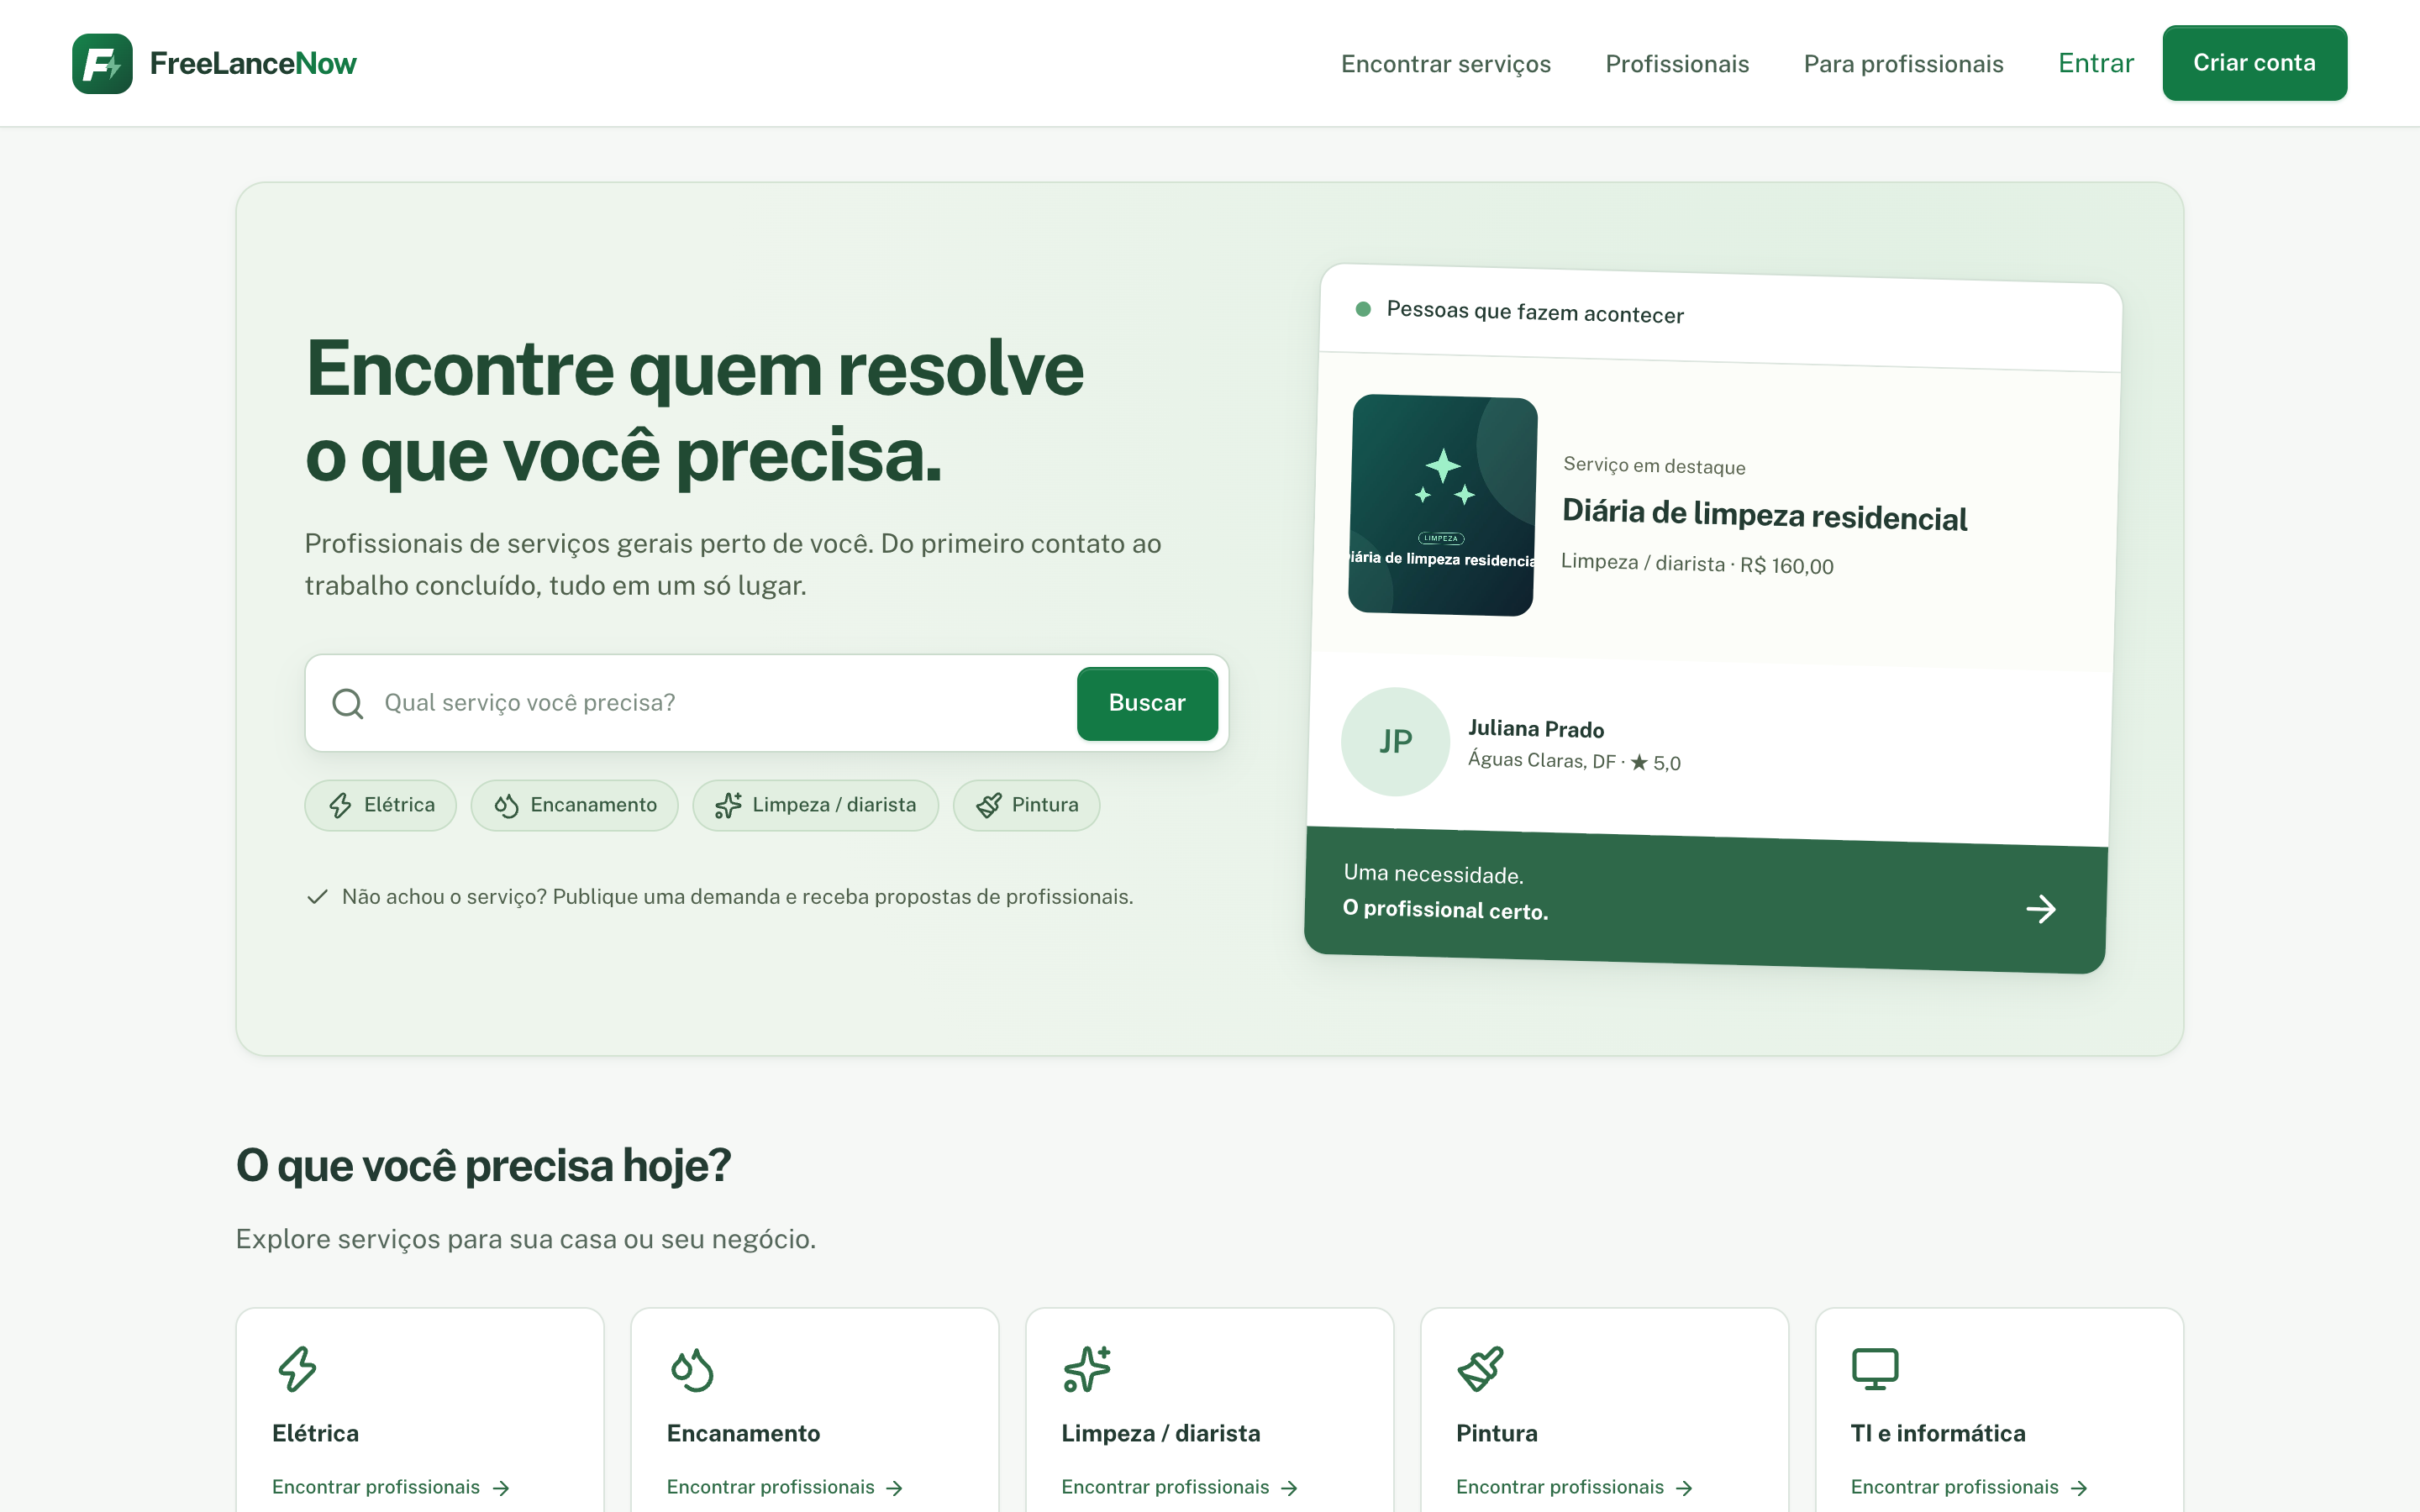 FreeLanceNow
Encontrar serviços
Profissionais
Para profissionais
Entrar
Criar conta
Encontre quem resolve
o que você precisa.
Profissionais de serviços gerais perto de você. Do primeiro contato ao
trabalho concluído, tudo em um só lugar.
Qual serviço você precisa?
Buscar
Elétrica
Encanamento
Limpeza / diarista
Pintura
Não achou o serviço? Publique uma demanda e receba propostas de profissionais.
Pessoas que fazem acontecer
LIMPEZA
iária de limpeza residencia
Serviço em destaque
Diária de limpeza residencial
Limpeza / diarista · R$ 160,00
JP
Juliana Prado
Águas Claras, DF · ★ 5,0
Uma necessidade.
O profissional certo.
O que você precisa hoje?
Explore serviços para sua casa ou seu negócio.
Elétrica
Encontrar profissionais →
Encanamento
Encontrar profissionais →
Limpeza / diarista
Encontrar profissionais →
Pintura
Encontrar profissionais →
TI e informática
Encontrar profissionais →